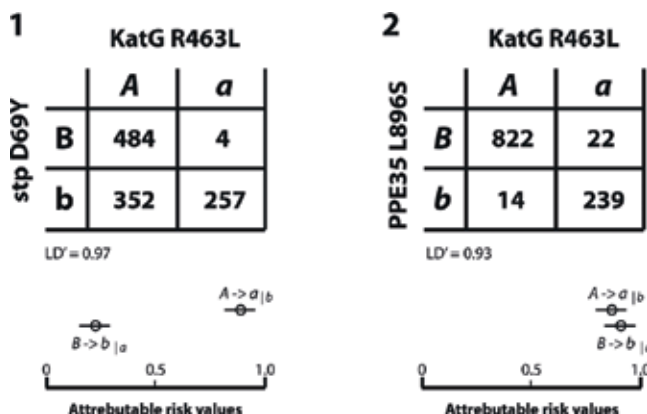 1
KatG R463L
A a
stp D69Y
B 484 4
b 352 257
LD' = 0.97
A -> a |b
B -> b |a
0 0.5 1.0
Attrebutable risk values
2
KatG R463L
A a
PPE35 L896S
B 822 22
b 14 239
LD' = 0.93
A -> a |b
B -> b |
0 0.5 1.0
Attrebutable risk values